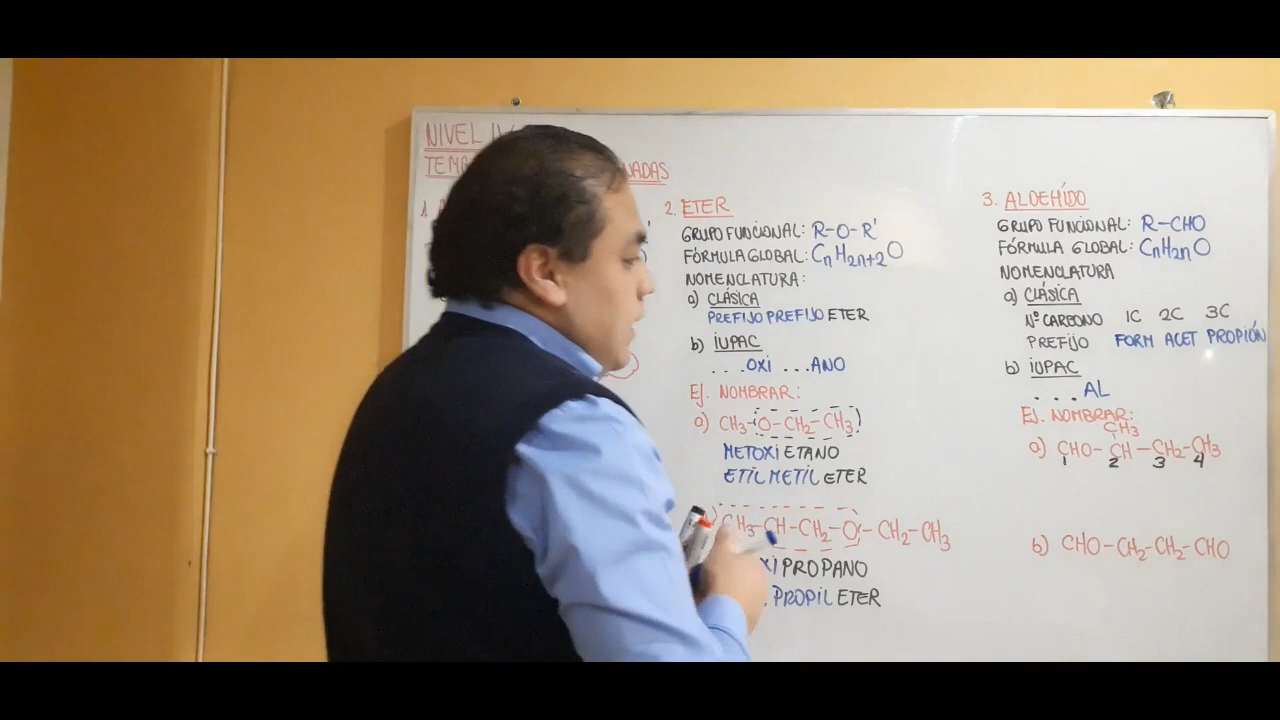 NIVEL IV
NADAS
1.
2. ETER
GRUPO FUNCIONAL: R-O-R'
FÓRMULA GLOBAL: CnH2n+2O
NOMENCLATURA:
a) CLÁSICA
PREFIJO PREFIJO ETER
b) IUPAC
...OXI ...ANO
EJ. NOMBRAR:
a) CH3-O-CH2-CH3
METOXI ETANO
ETIL METIL ETER
CH3-CH-CH2-O-CH2-CH3
XI PROPANO
PROPIL ETER
3. ALDEHÍDO
GRUPO FUNCIONAL: R-CHO
FÓRMULA GLOBAL: CnH2nO
NOMENCLATURA
a) CLÁSICA
Nº CARBONO 1C 2C 3C
PREFIJO FORM ACET PROPIÓN
b) IUPAC
...AL
EJ. NOMBRAR:
CH3
a) CHO-CH-CH2-CH3
1 2 3 4
b) CHO-CH2-CH2-CHO